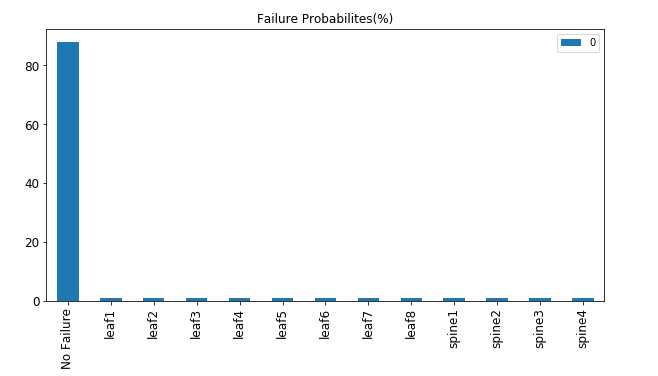 Failure Probabilites(%)
0
80
60
40
20
0
No Failure
leaf1
leaf2
leaf3
leaf4
leaf5
leaf6
leaf7
leaf8
spine1
spine2
spine3
spine4